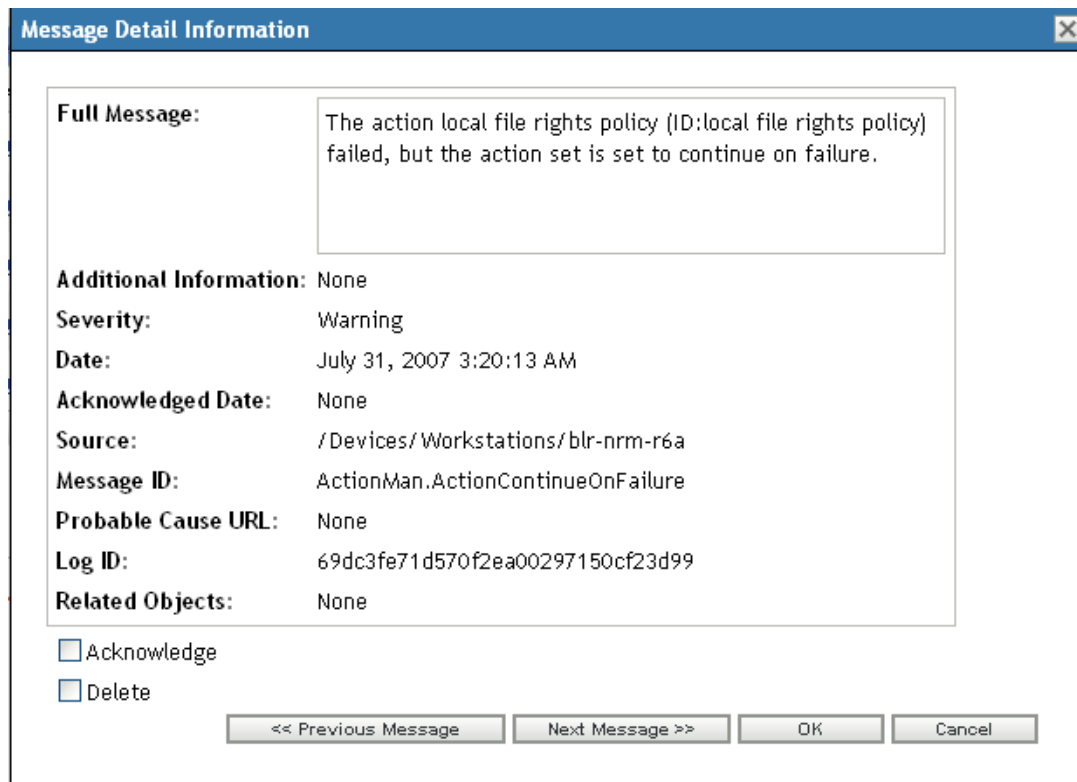 Message Detail Information
Full Message:
The action local file rights policy (ID:local file rights policy)
failed, but the action set is set to continue on failure.
Additional Information: None
Severity: Warning
Date: July 31, 2007 3:20:13 AM
Acknowledged Date: None
Source: /Devices/Workstations/blr-nrm-r6a
Message ID: ActionMan.ActionContinueOnFailure
Probable Cause URL: None
Log ID: 69dc3fe71d570f2ea00297150cf23d99
Related Objects: None
Acknowledge
Delete
<< Previous Message Next Message >> OK Cancel